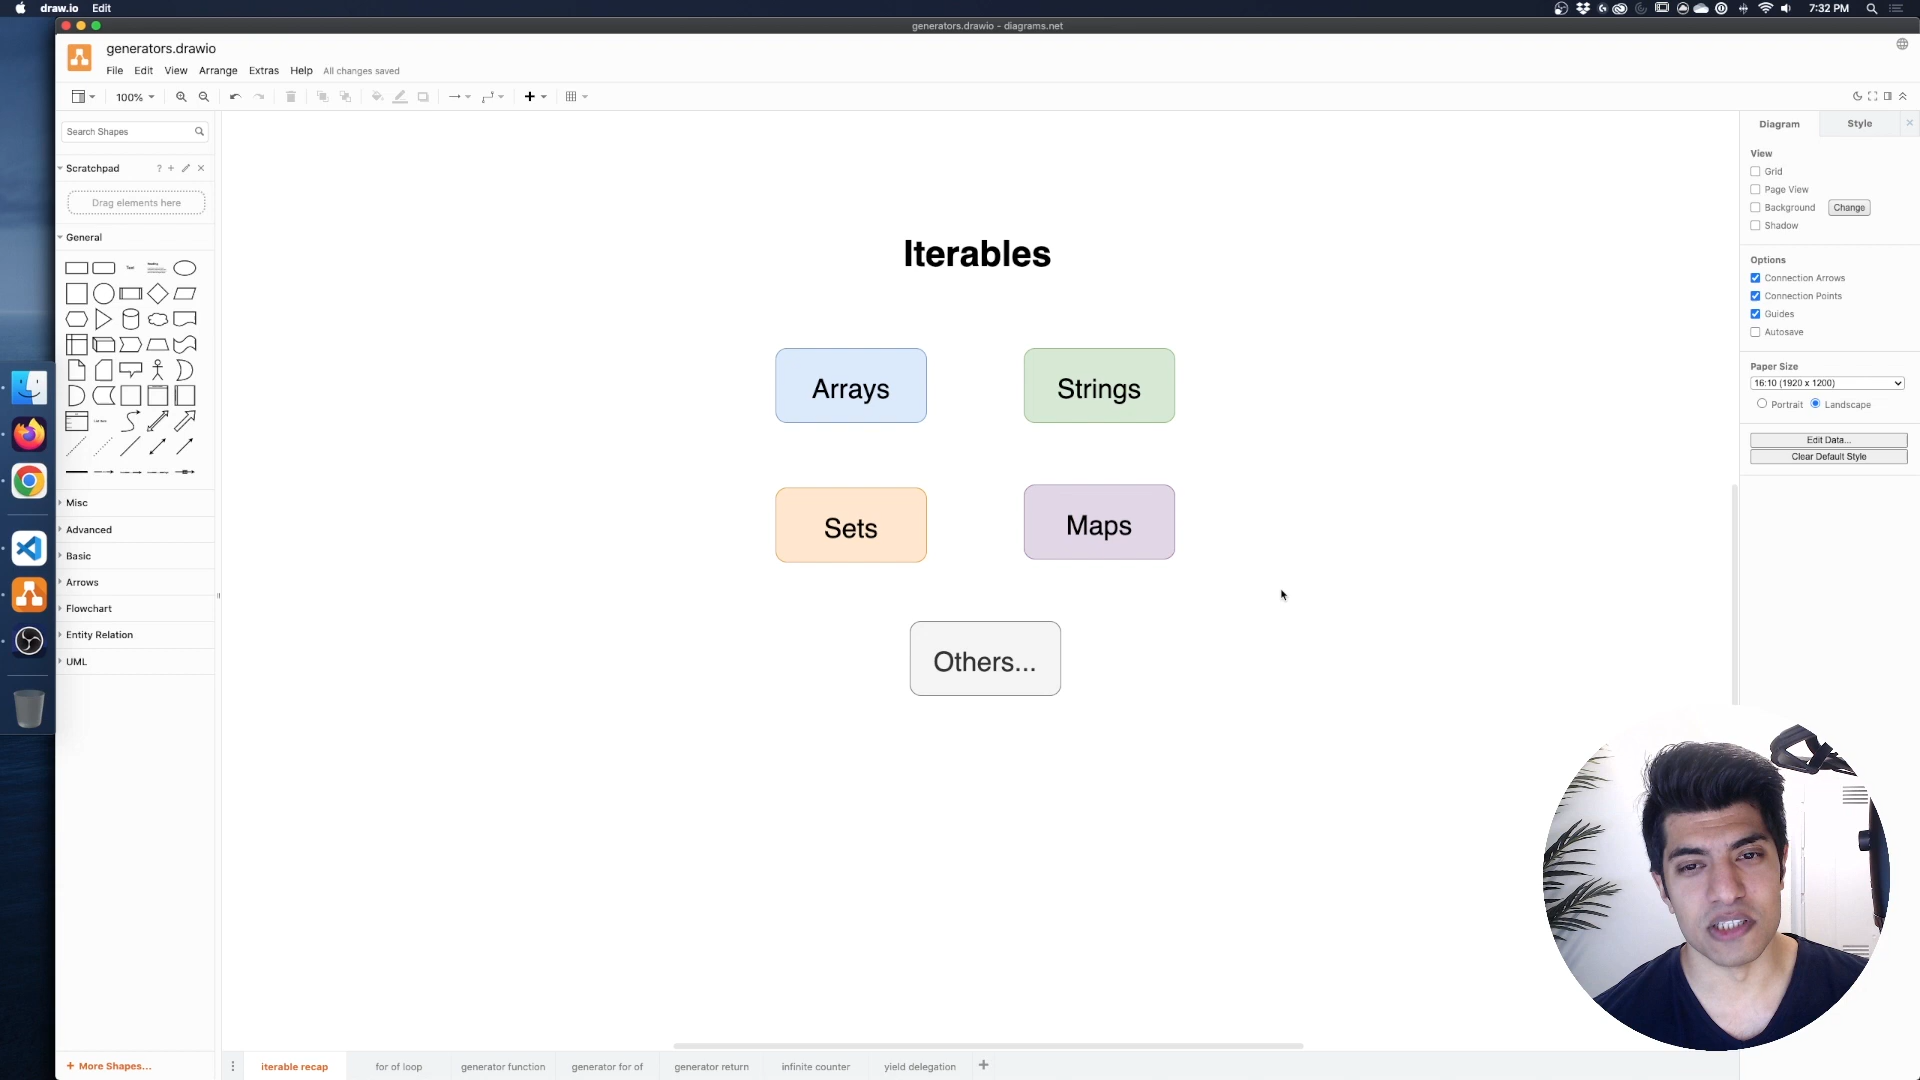 draw.io Edit
7:32 PM
generators.drawio - diagrams.net
generators.drawio
File Edit View Arrange Extras Help All changes saved
100%
Search Shapes
Scratchpad
?
Drag elements here
General
Text
Heading
Misc
Advanced
Basic
Arrows
Flowchart
Entity Relation
UML
+ More Shapes...
Iterables
Arrays
Strings
Sets
Maps
Others...
Diagram
Style
View
Grid
Page View
Background
Change
Shadow
Options
Connection Arrows
Connection Points
Guides
Autosave
Paper Size
16:10 (1920 x 1200)
Portrait
Landscape
Edit Data...
Clear Default Style
iterable recap
for of loop
generator function
generator for of
generator return
infinite counter
yield delegation